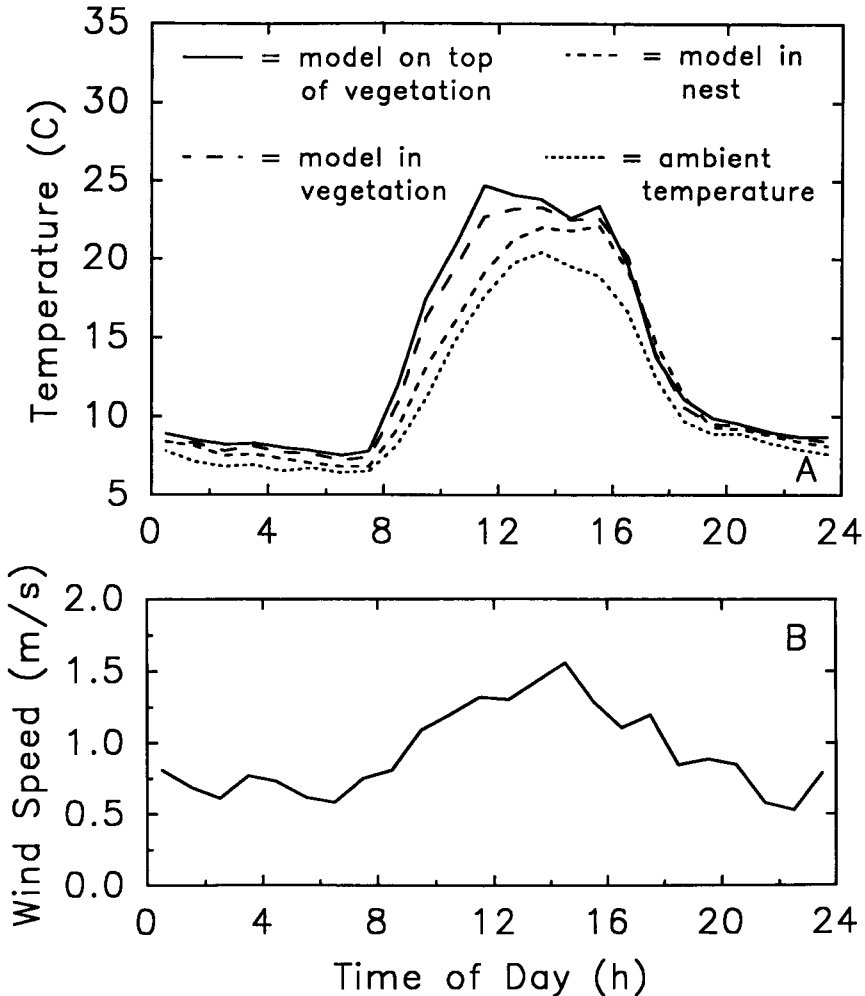 35
30
25
20
15
10
5
Temperature (C)
= model on top
of vegetation
= model in
nest
= model in
vegetation
= ambient
temperature
A
0 4 8 12 16 20 24
2.0
1.5
1.0
0.5
0.0
Wind Speed (m/s)
B
0 4 8 12 16 20 24
Time of Day (h)